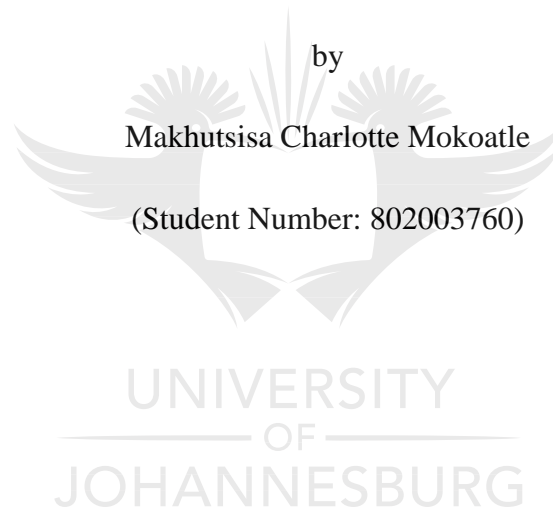 by
Makhutsisa Charlotte Mokoatle
(Student Number: 802003760)
UNIVERSITY
OF
JOHANNESBURG